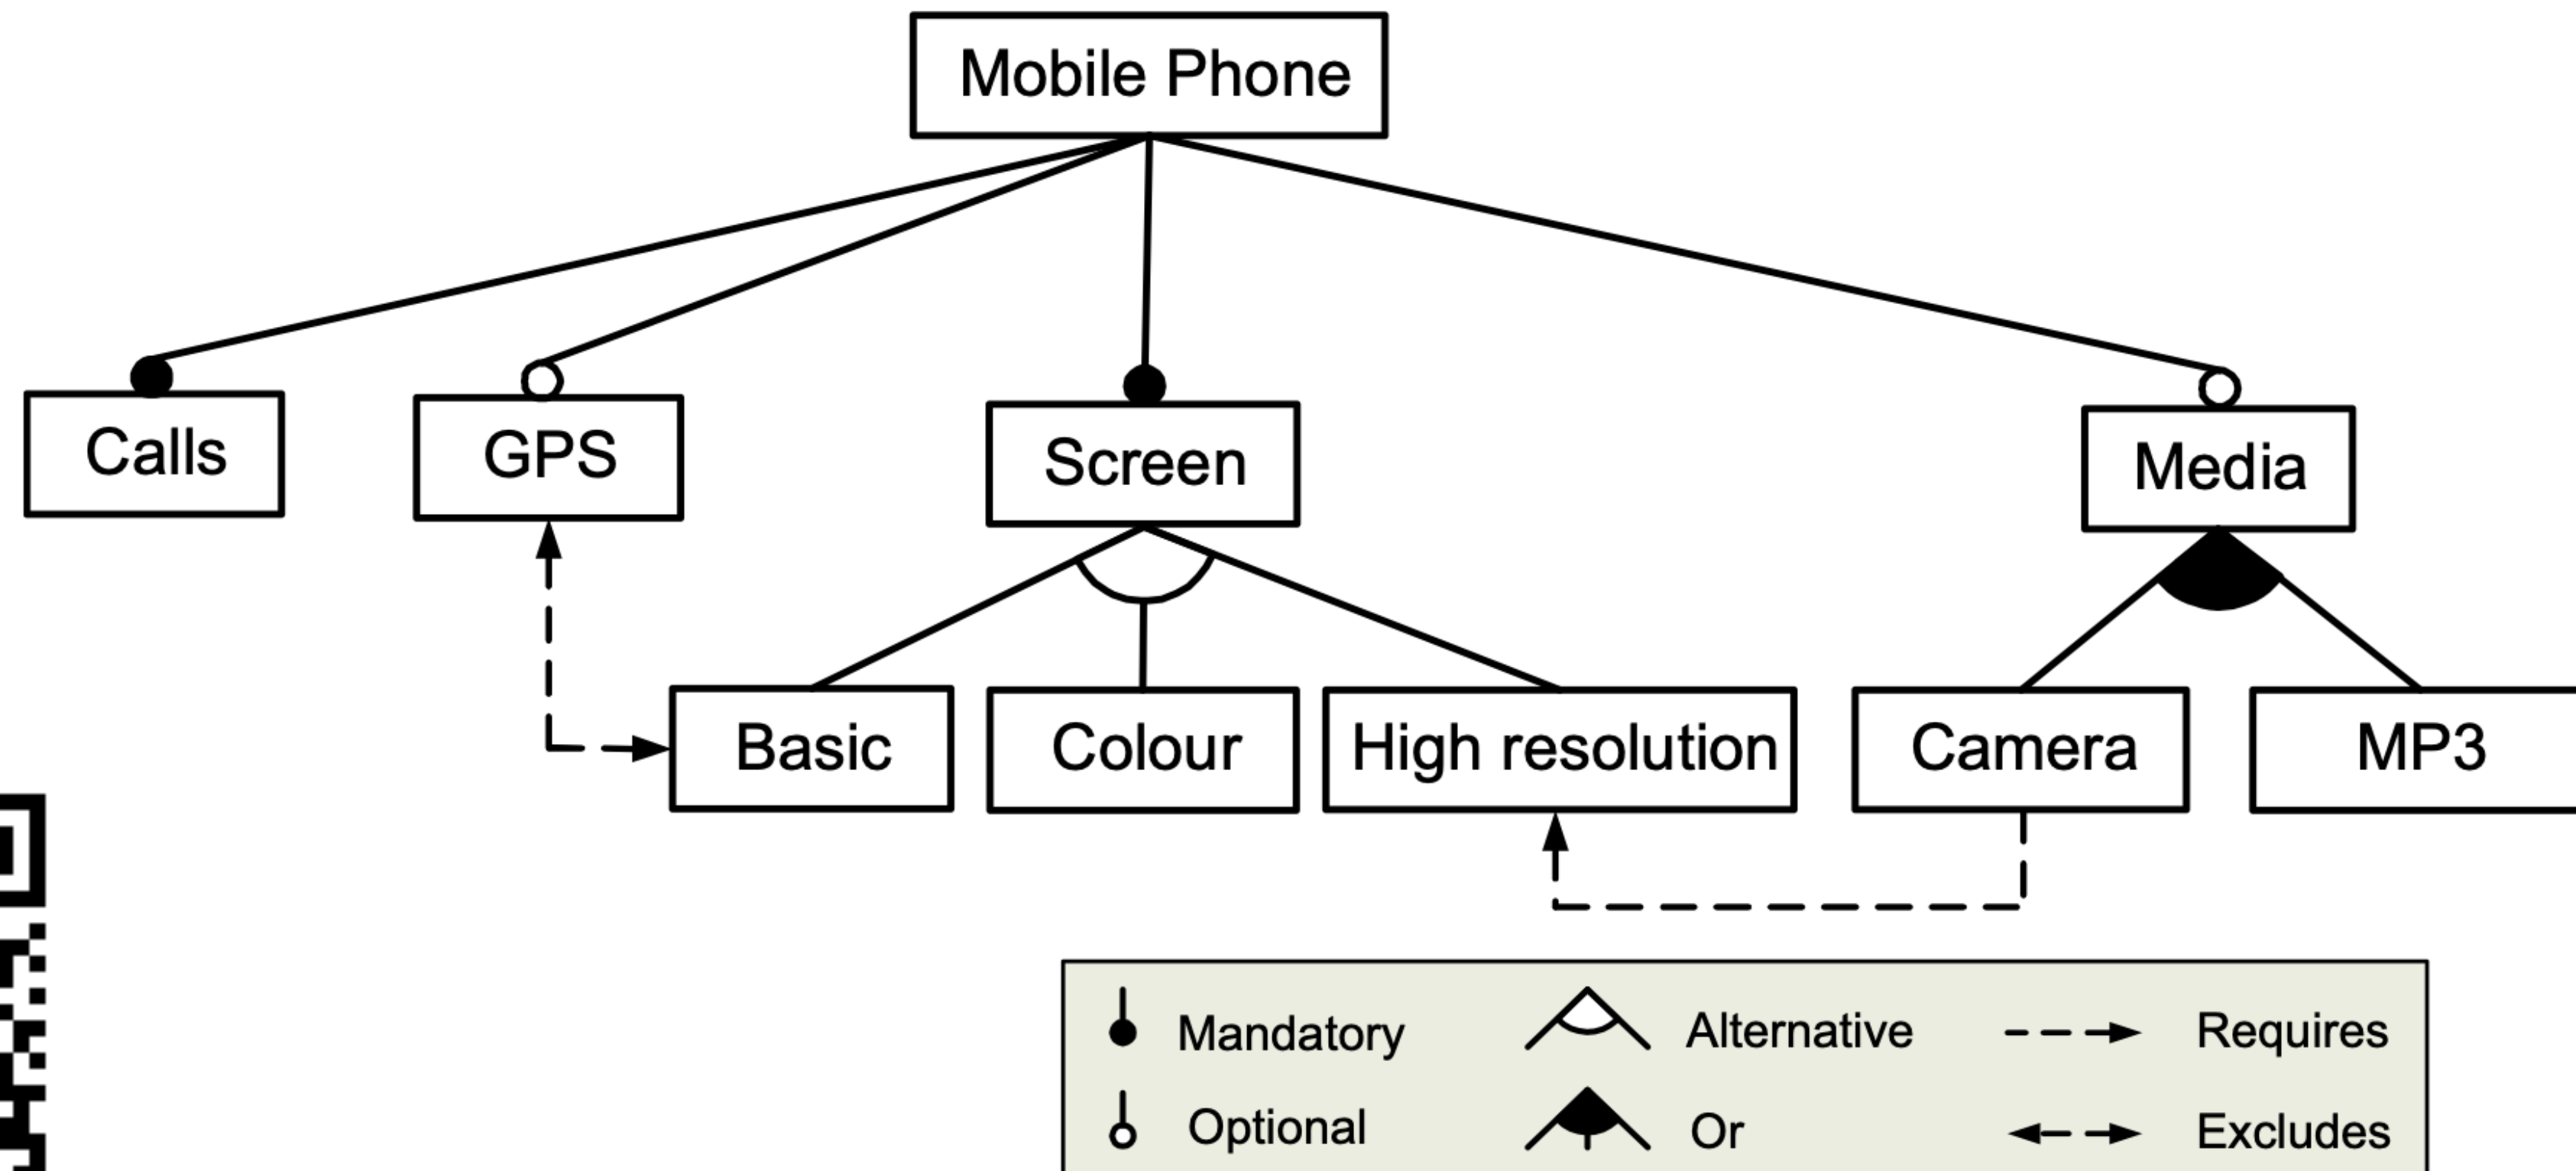 Mobile Phone
Calls
GPS
Screen
Media
Basic
Colour
High resolution
Camera
MP3
Mandatory
Alternative
Requires
Optional
Or
Excludes